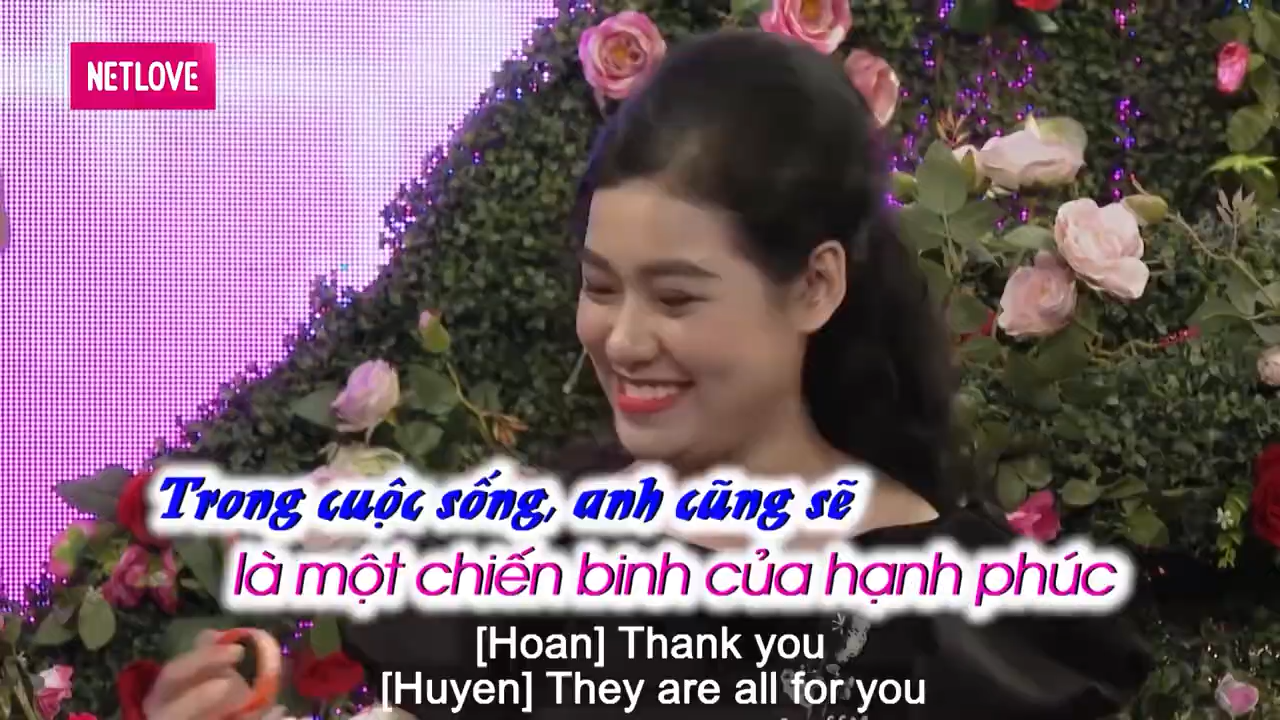 NETLOVE
Trong cuộc sống, anh cũng sẽ
là một chiến binh của hạnh phúc
[Hoan] Thank you
[Huyen] They are all for you